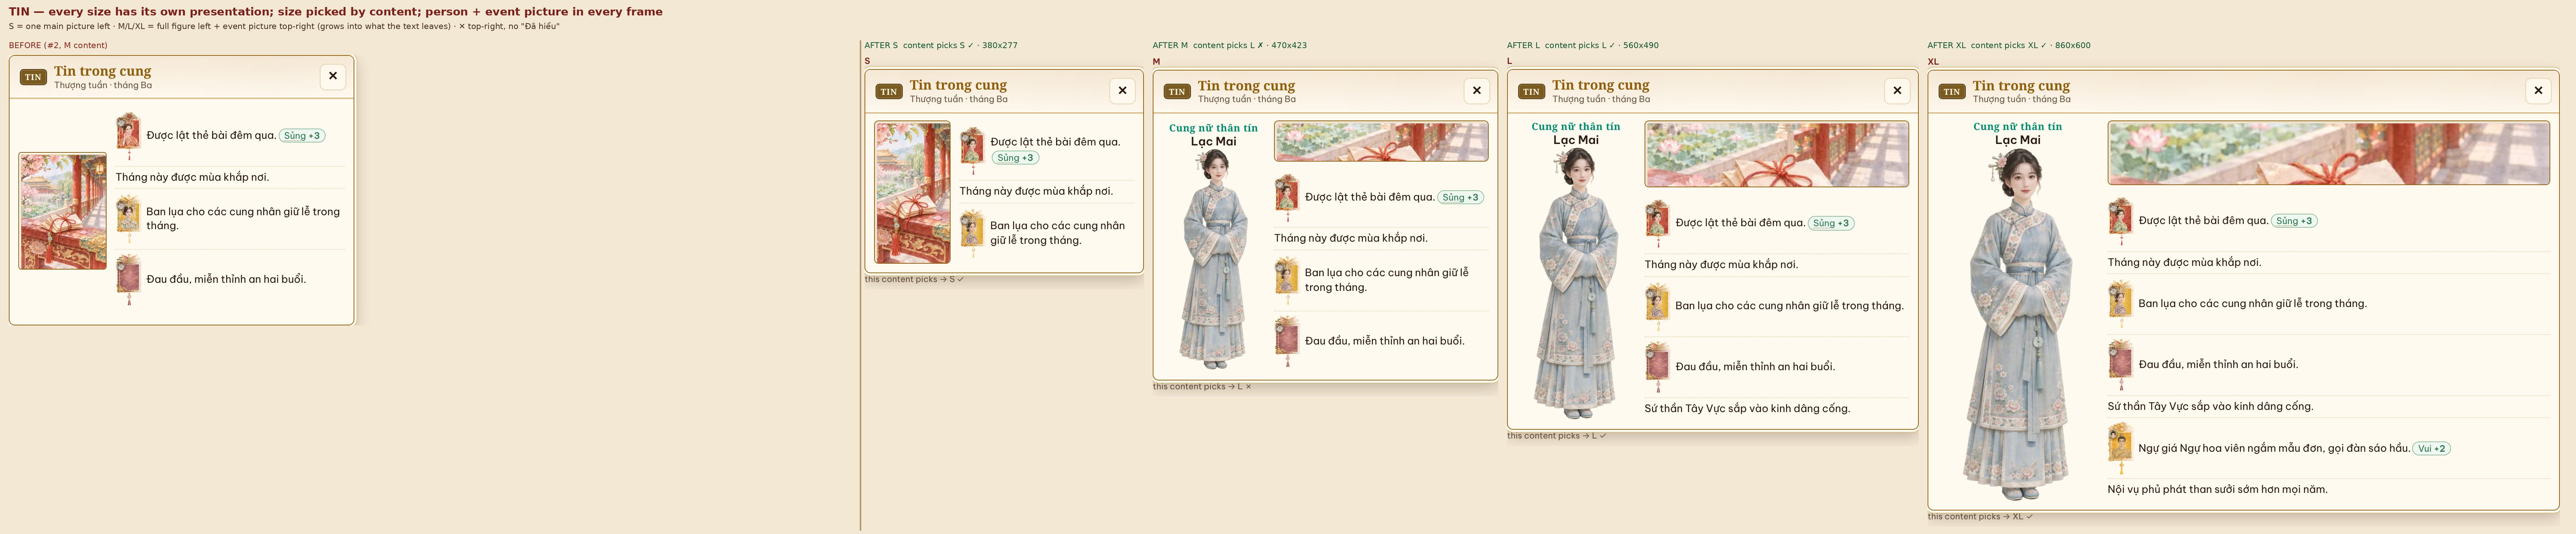 TIN — every size has its own presentation; size picked by content; person + event picture in every frame
S = one main picture left · M/L/XL = full figure left + event picture top-right (grows into what the text leaves) · ✕ top-right, no "Đã hiểu"
BEFORE (#2, M content)
TIN
Tin trong cung
Thượng tuần · tháng Ba
✕
Được lật thẻ bài đêm qua. Sủng +3
Tháng này được mùa khắp nơi.
Ban lụa cho các cung nhân giữ lễ trong
tháng.
Đau đầu, miễn thỉnh an hai buổi.
AFTER S content picks S ✓ · 380x277
S
TIN
Tin trong cung
Thượng tuần · tháng Ba
✕
Được lật thẻ bài đêm qua.
Sủng +3
Tháng này được mùa khắp nơi.
Ban lụa cho các cung nhân
giữ lễ trong tháng.
this content picks → S ✓
AFTER M content picks L ✗ · 470x423
M
TIN
Tin trong cung
Thượng tuần · tháng Ba
✕
Cung nữ thân tín
Lạc Mai
Được lật thẻ bài đêm qua. Sủng +3
Tháng này được mùa khắp nơi.
Ban lụa cho các cung nhân giữ lễ
trong tháng.
Đau đầu, miễn thỉnh an hai buổi.
this content picks → L ✕
AFTER L content picks L ✓ · 560x490
L
TIN
Tin trong cung
Thượng tuần · tháng Ba
✕
Cung nữ thân tín
Lạc Mai
Được lật thẻ bài đêm qua. Sủng +3
Tháng này được mùa khắp nơi.
Ban lụa cho các cung nhân giữ lễ trong tháng.
Đau đầu, miễn thỉnh an hai buổi.
Sứ thần Tây Vực sắp vào kinh dâng cống.
this content picks → L ✓
AFTER XL content picks XL ✓ · 860x600
XL
TIN
Tin trong cung
Thượng tuần · tháng Ba
✕
Cung nữ thân tín
Lạc Mai
Được lật thẻ bài đêm qua. Sủng +3
Tháng này được mùa khắp nơi.
Ban lụa cho các cung nhân giữ lễ trong tháng.
Đau đầu, miễn thỉnh an hai buổi.
Sứ thần Tây Vực sắp vào kinh dâng cống.
Ngự giá Ngự hoa viên ngắm mẫu đơn, gọi đàn sáo hầu. Vui +2
Nội vụ phủ phát than sưởi sớm hơn mọi năm.
this content picks → XL ✓